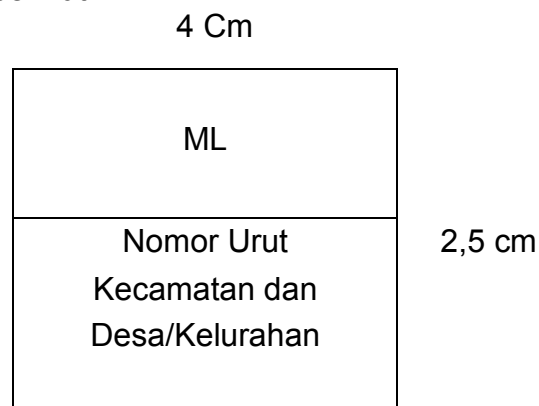 4 Cm
ML
Nomor Urut
2,5 cm
Kecamatan dan
Desa/Kelurahan